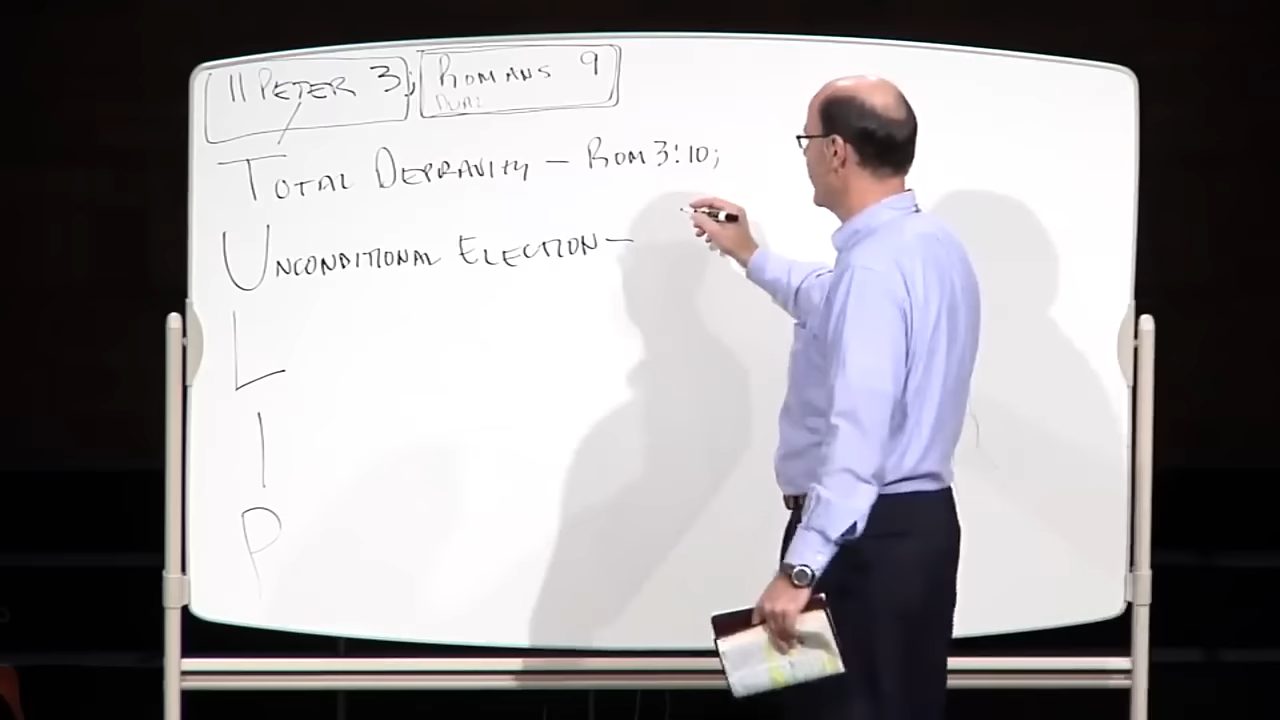 II PETER 3; ROMANS 9
TOTAL DEPRAVITY – ROM 3:10;
UNCONDITIONAL ELECTION –
L
I
P